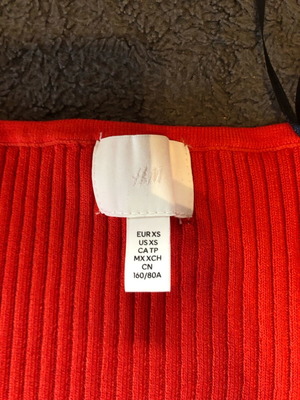 H&M
EUR XS
US XS
CA TP
MX XCH
CN
160/80A